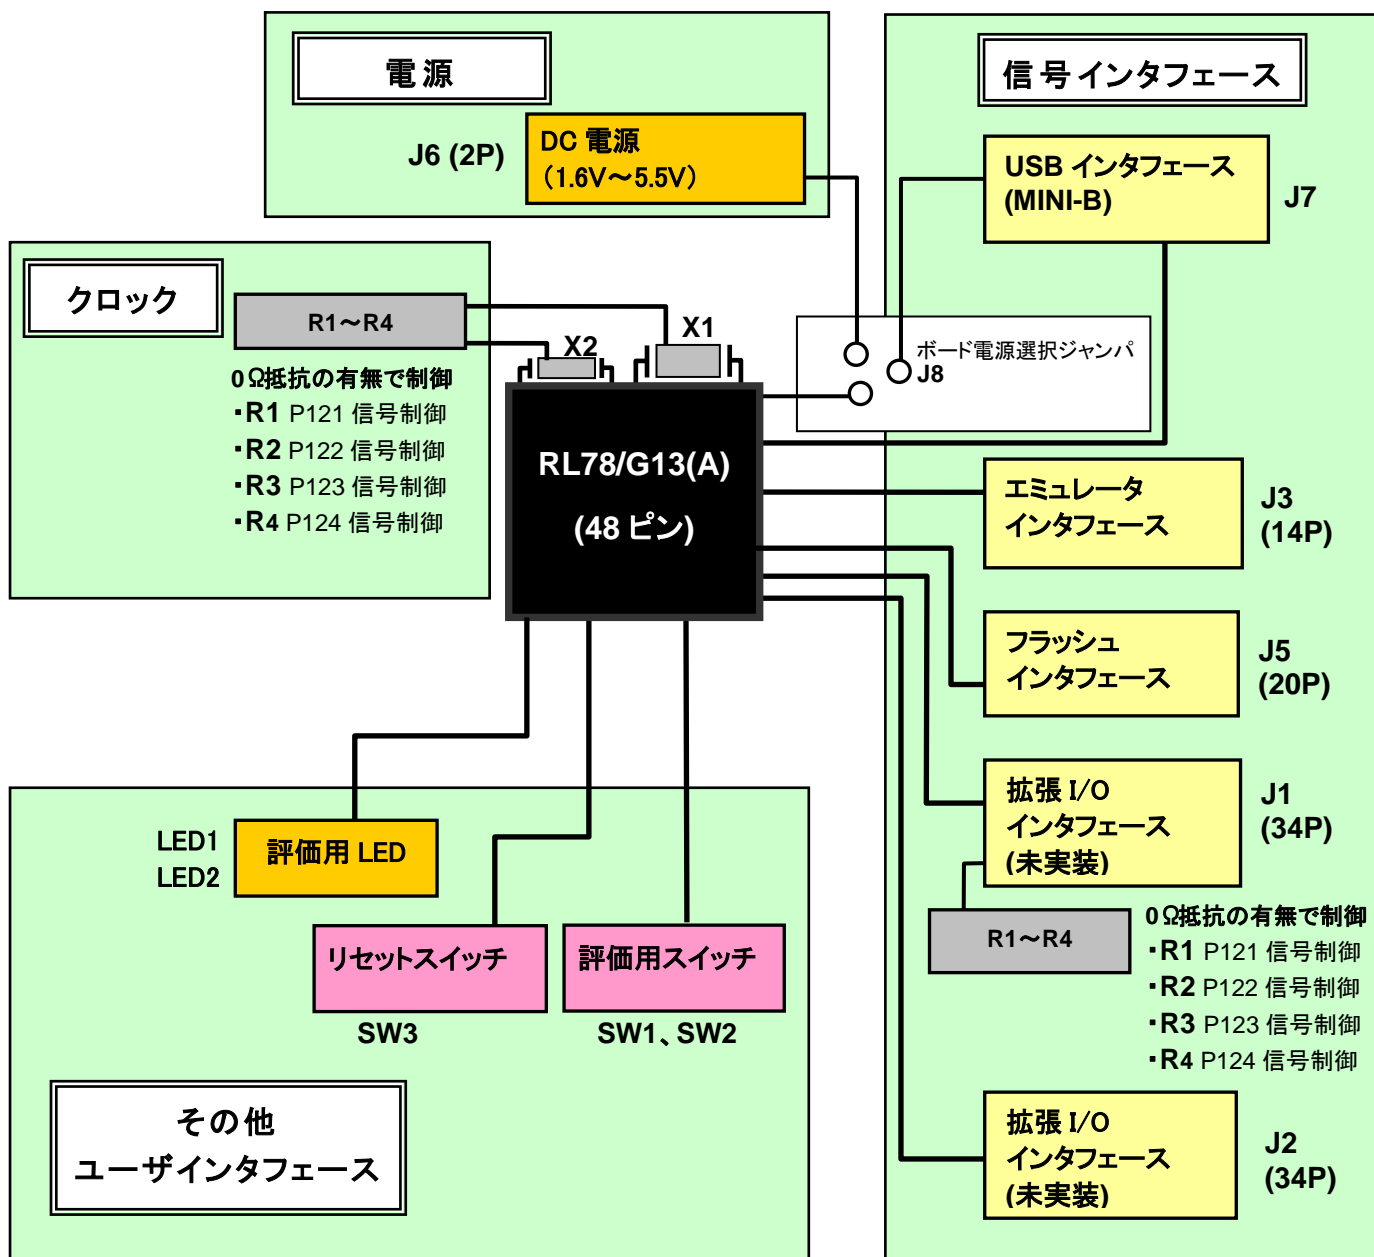 電源
J6 (2P)
DC 電源
（1.6V～5.5V）
信号インタフェース
USB インタフェース
(MINI-B)
J7
クロック
R1～R4
X2
X1
0Ω抵抗の有無で制御
・R1 P121 信号制御
・R2 P122 信号制御
・R3 P123 信号制御
・R4 P124 信号制御
ボード電源選択ジャンパ
J8
RL78/G13(A)
(48 ピン)
エミュレータ
インタフェース
J3
(14P)
フラッシュ
インタフェース
J5
(20P)
拡張 I/O
インタフェース
(未実装)
J1
(34P)
R1～R4
0Ω抵抗の有無で制御
・R1 P121 信号制御
・R2 P122 信号制御
・R3 P123 信号制御
・R4 P124 信号制御
拡張 I/O
インタフェース
(未実装)
J2
(34P)
LED1
LED2
評価用 LED
リセットスイッチ
SW3
評価用スイッチ
SW1、SW2
その他
ユーザインタフェース